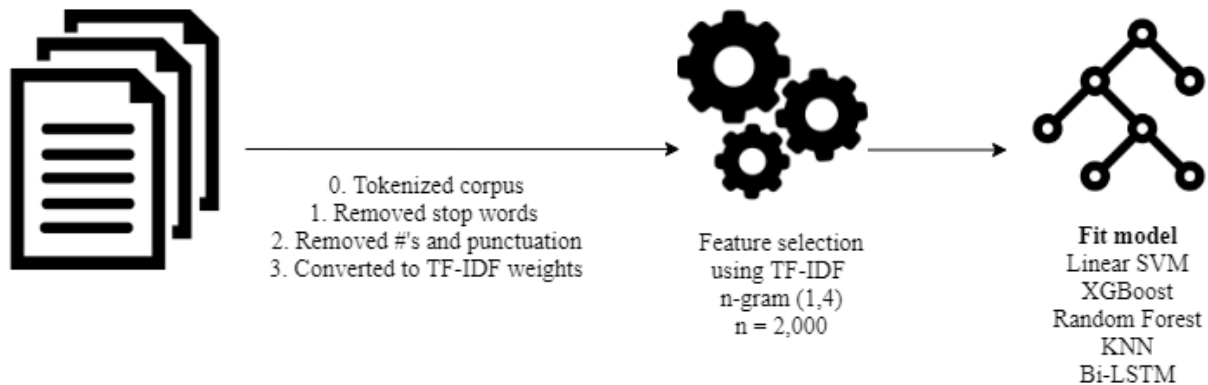 0. Tokenized corpus
1. Removed stop words
2. Removed #'s and punctuation
3. Converted to TF-IDF weights
Feature selection
using TF-IDF
n-gram (1,4)
n = 2,000
Fit model
Linear SVM
XGBoost
Random Forest
KNN
Bi-LSTM